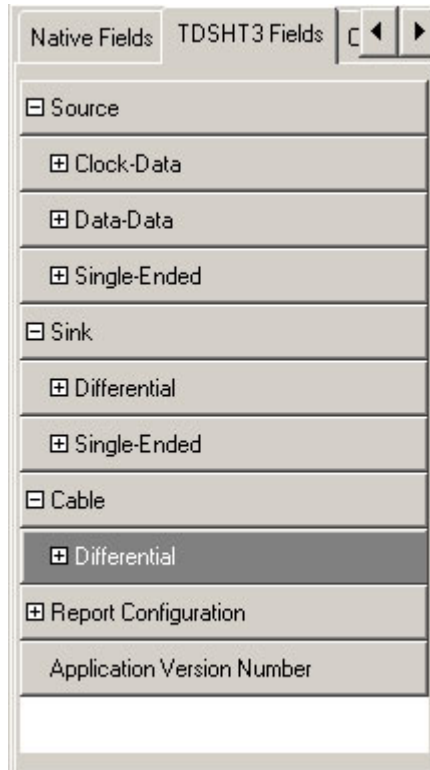 Native Fields TDSHT3 Fields
Source
Clock-Data
Data-Data
Single-Ended
Sink
Differential
Single-Ended
Cable
Differential
Report Configuration
Application Version Number